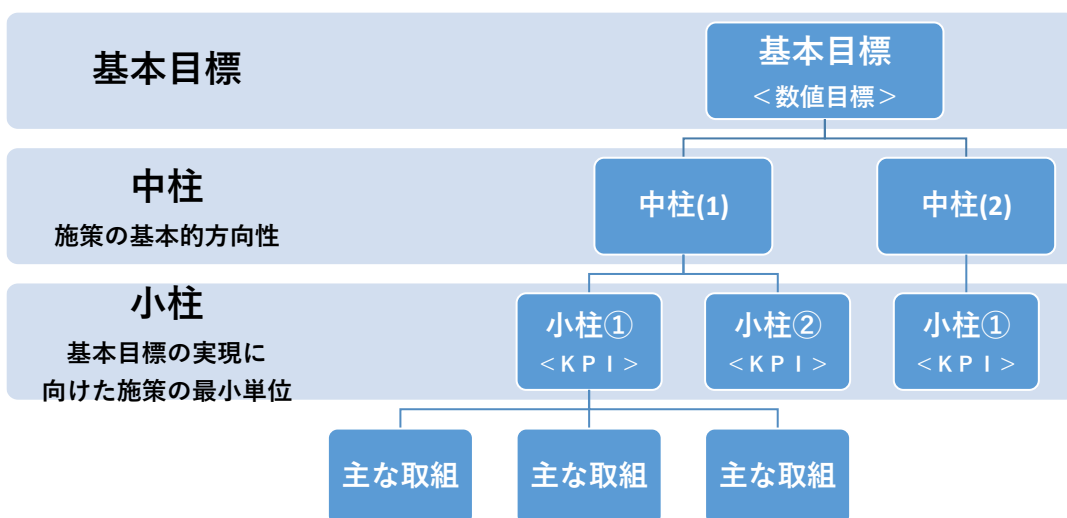 基本目標
基本目標
＜数値目標＞
中柱
施策の基本的方向性
中柱(1)
中柱(2)
小柱
基本目標の実現に
向けた施策の最小単位
小柱①
＜ＫＰＩ＞
小柱②
＜ＫＰＩ＞
小柱①
＜ＫＰＩ＞
主な取組
主な取組
主な取組